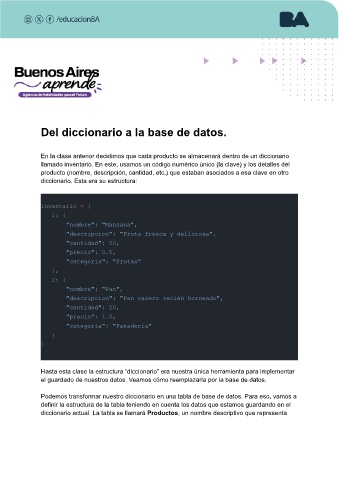 /educacionBA
BA
Buenos Aires
aprende
Agencia de Habilidades para el Futuro
Del diccionario a la base de datos.
En la clase anterior decidimos que cada producto se almacenará dentro de un diccionario
llamado inventario. En este, usamos un código numérico único (la clave) y los detalles del
producto (nombre, descripción, cantidad, etc.) que estaban asociados a esa clave en otro
diccionario. Esta era su estructura:
inventario = {
1: {
"nombre": "Manzana",
"descripcion": "Fruta fresca y deliciosa",
"cantidad": 50,
"precio": 0.5,
"categoria": "Frutas"
},
2: {
"nombre": "Pan",
"descripcion": "Pan casero recién horneado",
"cantidad": 20,
"precio": 1.0,
"categoria": "Panadería"
}
}
Hasta esta clase la estructura "diccionario" era nuestra única herramienta para implementar
el guardado de nuestros datos. Veamos cómo reemplazarla por la base de datos.
Podemos transformar nuestro diccionario en una tabla de base de datos. Para eso, vamos a
definir la estructura de la tabla teniendo en cuenta los datos que estamos guardando en el
diccionario actual. La tabla se llamará Productos, un nombre descriptivo que representa